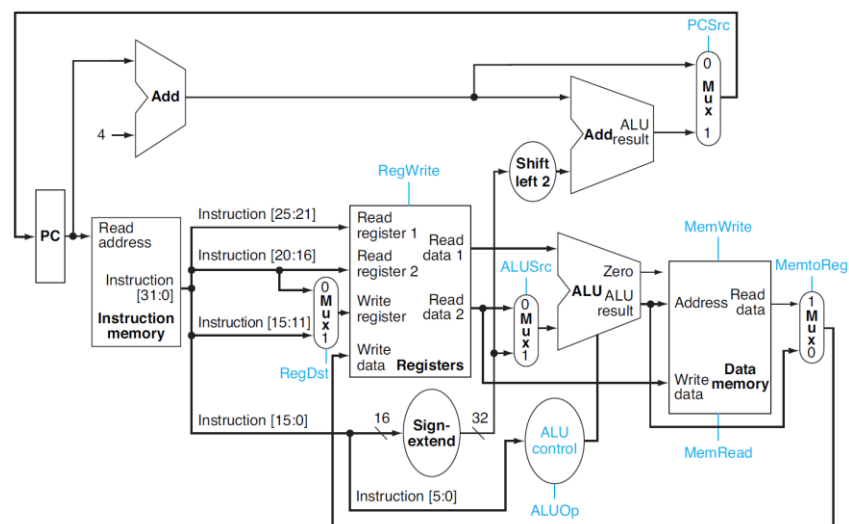 PCSrc
0
M
u
x
1
Add
4
Add
ALU
result
Shift
left 2
RegWrite
PC
Read
address
Instruction
[31:0]
Instruction
memory
Instruction [25:21]
Instruction [20:16]
Instruction [15:11]
Instruction [15:0]
0
M
u
x
1
RegDst
Read
register 1
Read
register 2
Write
register
Write
data
Read
data 1
Read
data 2
Registers
ALUSrc
0
M
u
x
1
Zero
ALU
ALU
result
MemWrite
Address
Read
data
Write
data
Data
memory
MemRead
MemtoReg
1
M
u
x
0
16
Sign-
extend
32
ALU
control
Instruction [5:0]
ALUOp